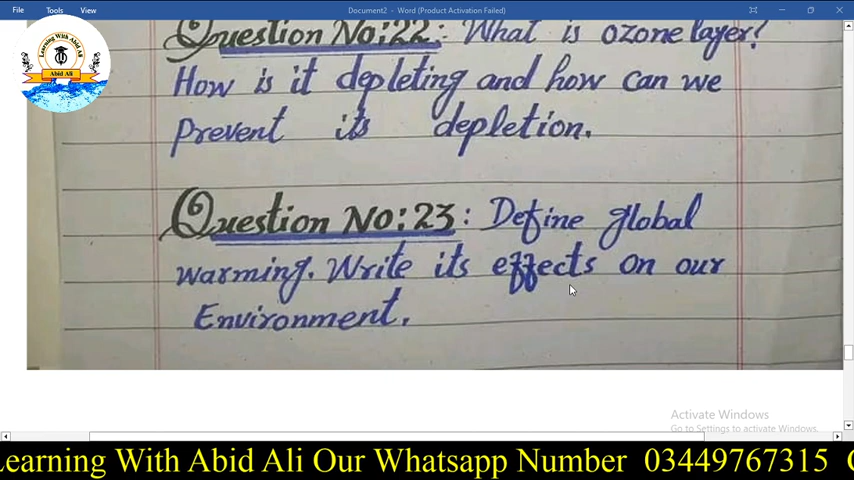 File Tools View Document2 - Word (Product Activation Failed)
Learning With Abid Ali
Abid Ali
Question No:22: What is ozone layer?
How is it depleting and how can we
prevent its depletion.
Question No:23: Define global
warming. Write its effects on our
Environment.
Activate Windows
Go to Settings to activate Windows.
Learning With Abid Ali Our Whatsapp Number 03449767315